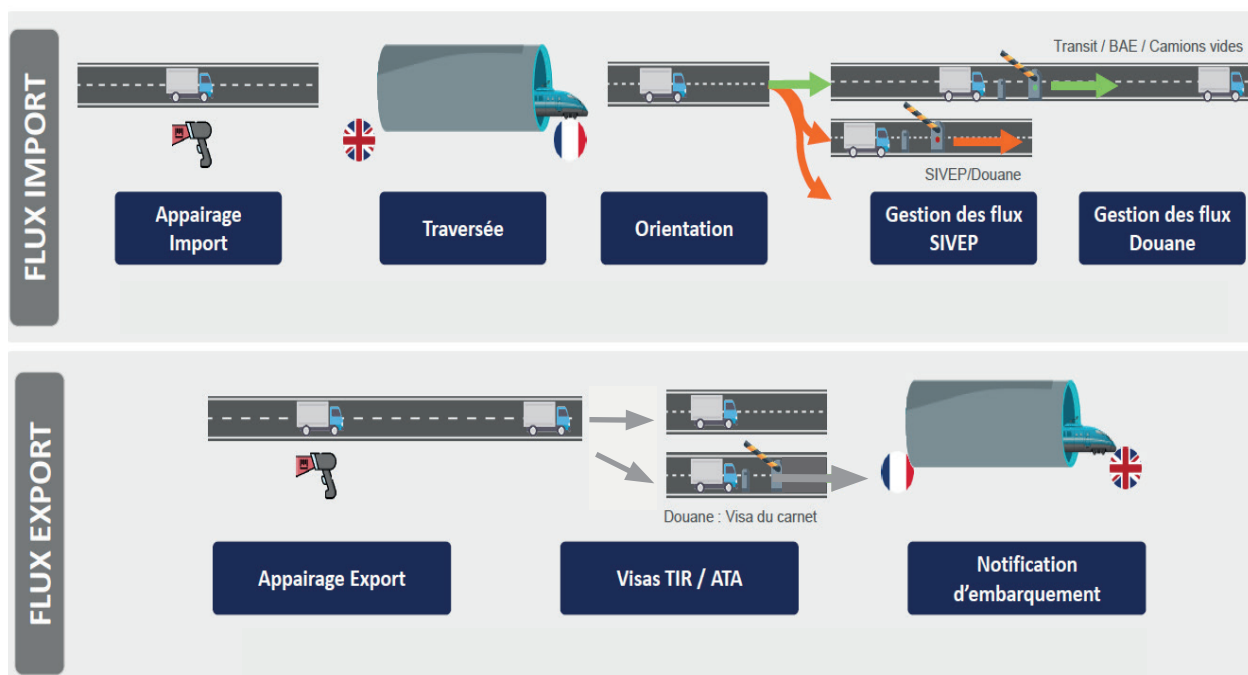 FLUX IMPORT
Transit / BAE / Camions vides
SIVEP/Douane
Appairage
Import
Traversée
Orientation
Gestion des flux
SIVEP
Gestion des flux
Douane
FLUX EXPORT
Douane : Visa du carnet
Appairage Export
Visas TIR / ATA
Notification
d’embarquement